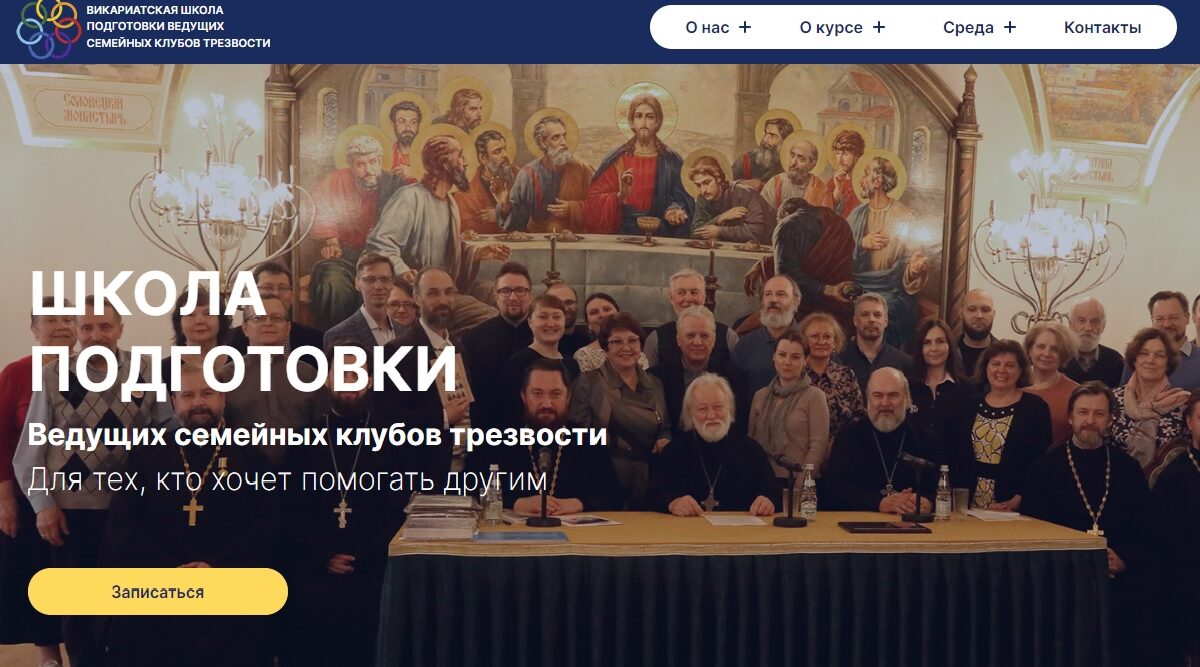 ВИКАРИАТСКАЯ ШКОЛА
ПОДГОТОВКИ ВЕДУЩИХ
СЕМЕЙНЫХ КЛУБОВ ТРЕЗВОСТИ
О нас +
О курсе +
Среда +
Контакты
СОЛОВЕЦКИЙ
МОНАСТЫРЬ
ШКОЛА
ПОДГОТОВКИ
Ведущих семейных клубов трезвости
Для тех, кто хочет помогать другим
Записаться